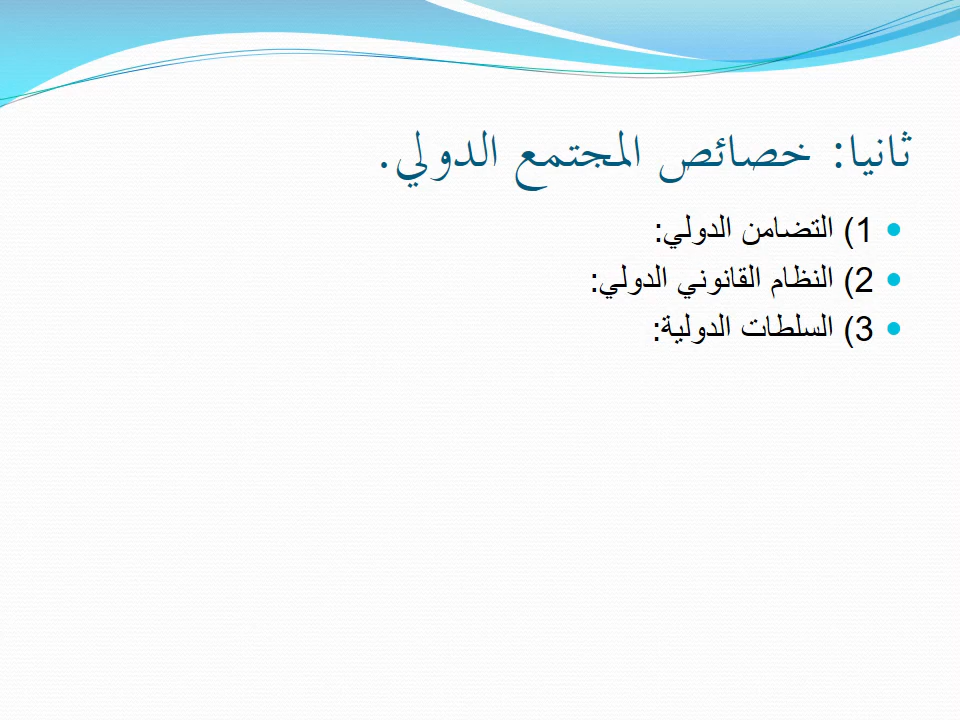 ثانيا: خصائص المجتمع الدولي.
1) التضامن الدولي:
2) النظام القانوني الدولي:
3) السلطات الدولية: